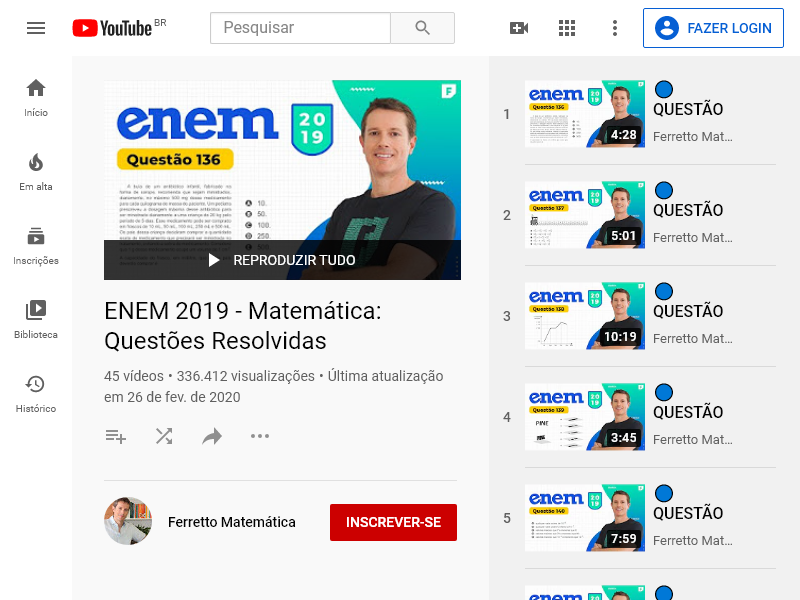 YouTube BR
Pesquisar
FAZER LOGIN
Início
Em alta
Inscrições
Biblioteca
Histórico
enem
2019
Questão 136
A 10.
B 50.
C 100.
D 250.
REPRODUZIR TUDO
ENEM 2019 - Matemática:
Questões Resolvidas
45 vídeos • 336.412 visualizações • Última atualização
em 26 de fev. de 2020
Ferretto Matemática
INSCREVER-SE
1
enem
2019
Questão 136
4:28
QUESTÃO
Ferretto Mat...
2
enem
2019
Questão 137
5:01
QUESTÃO
Ferretto Mat...
3
enem
2019
Questão 138
10:19
QUESTÃO
Ferretto Mat...
4
enem
2019
Questão 139
PINE
3:45
QUESTÃO
Ferretto Mat...
5
enem
2019
Questão 140
7:59
QUESTÃO
Ferretto Mat...
enem